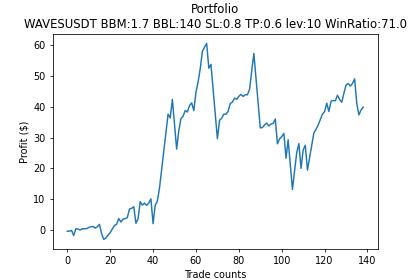 Portfolio
WAVESUSDT BBM:1.7 BBL:140 SL:0.8 TP:0.6 lev:10 WinRatio:71.0
Profit ($)
60
50
40
30
20
10
0
0 20 40 60 80 100 120 140
Trade counts